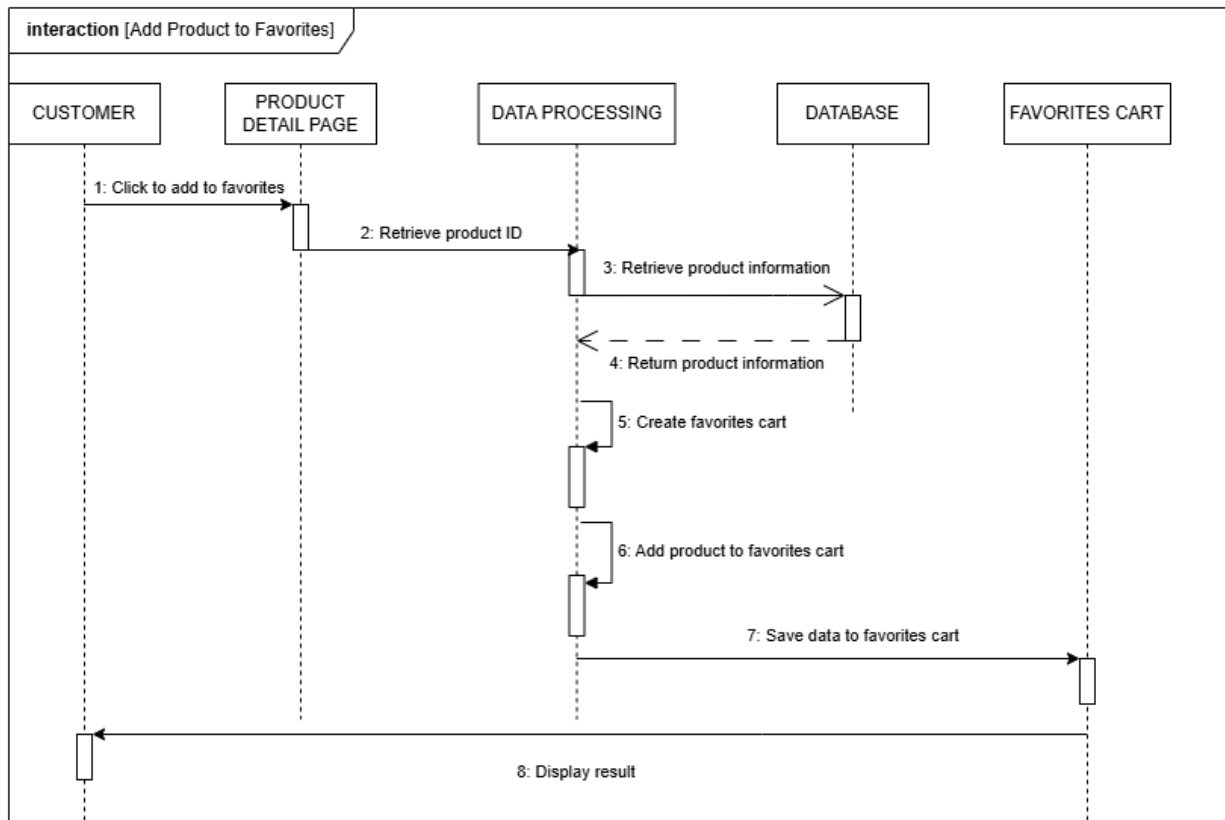 interaction [Add Product to Favorites]
CUSTOMER
PRODUCT
DETAIL PAGE
DATA PROCESSING
DATABASE
FAVORITES CART
1: Click to add to favorites
2: Retrieve product ID
3: Retrieve product information
4: Return product information
5: Create favorites cart
6: Add product to favorites cart
7: Save data to favorites cart
8: Display result